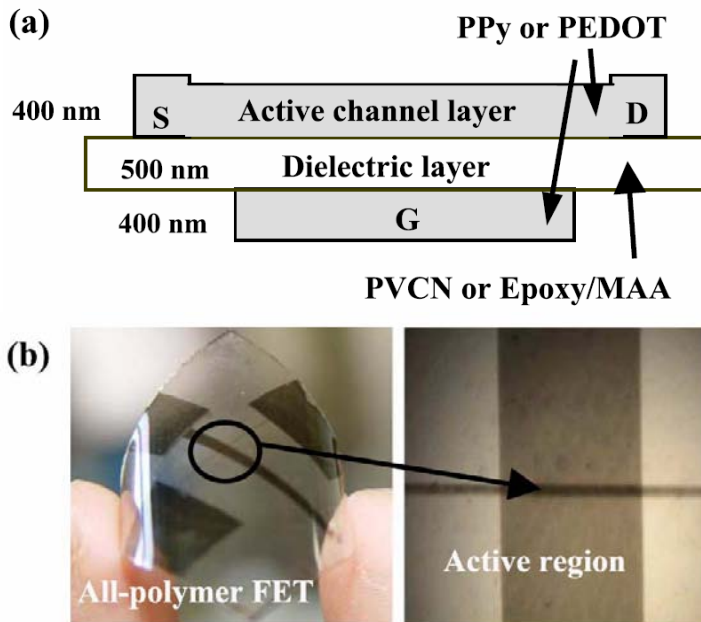 (a)
PPy or PEDOT
400 nm
S
Active channel layer
D
500 nm
Dielectric layer
400 nm
G
PVCN or Epoxy/MAA
(b)
All-polymer FET
Active region